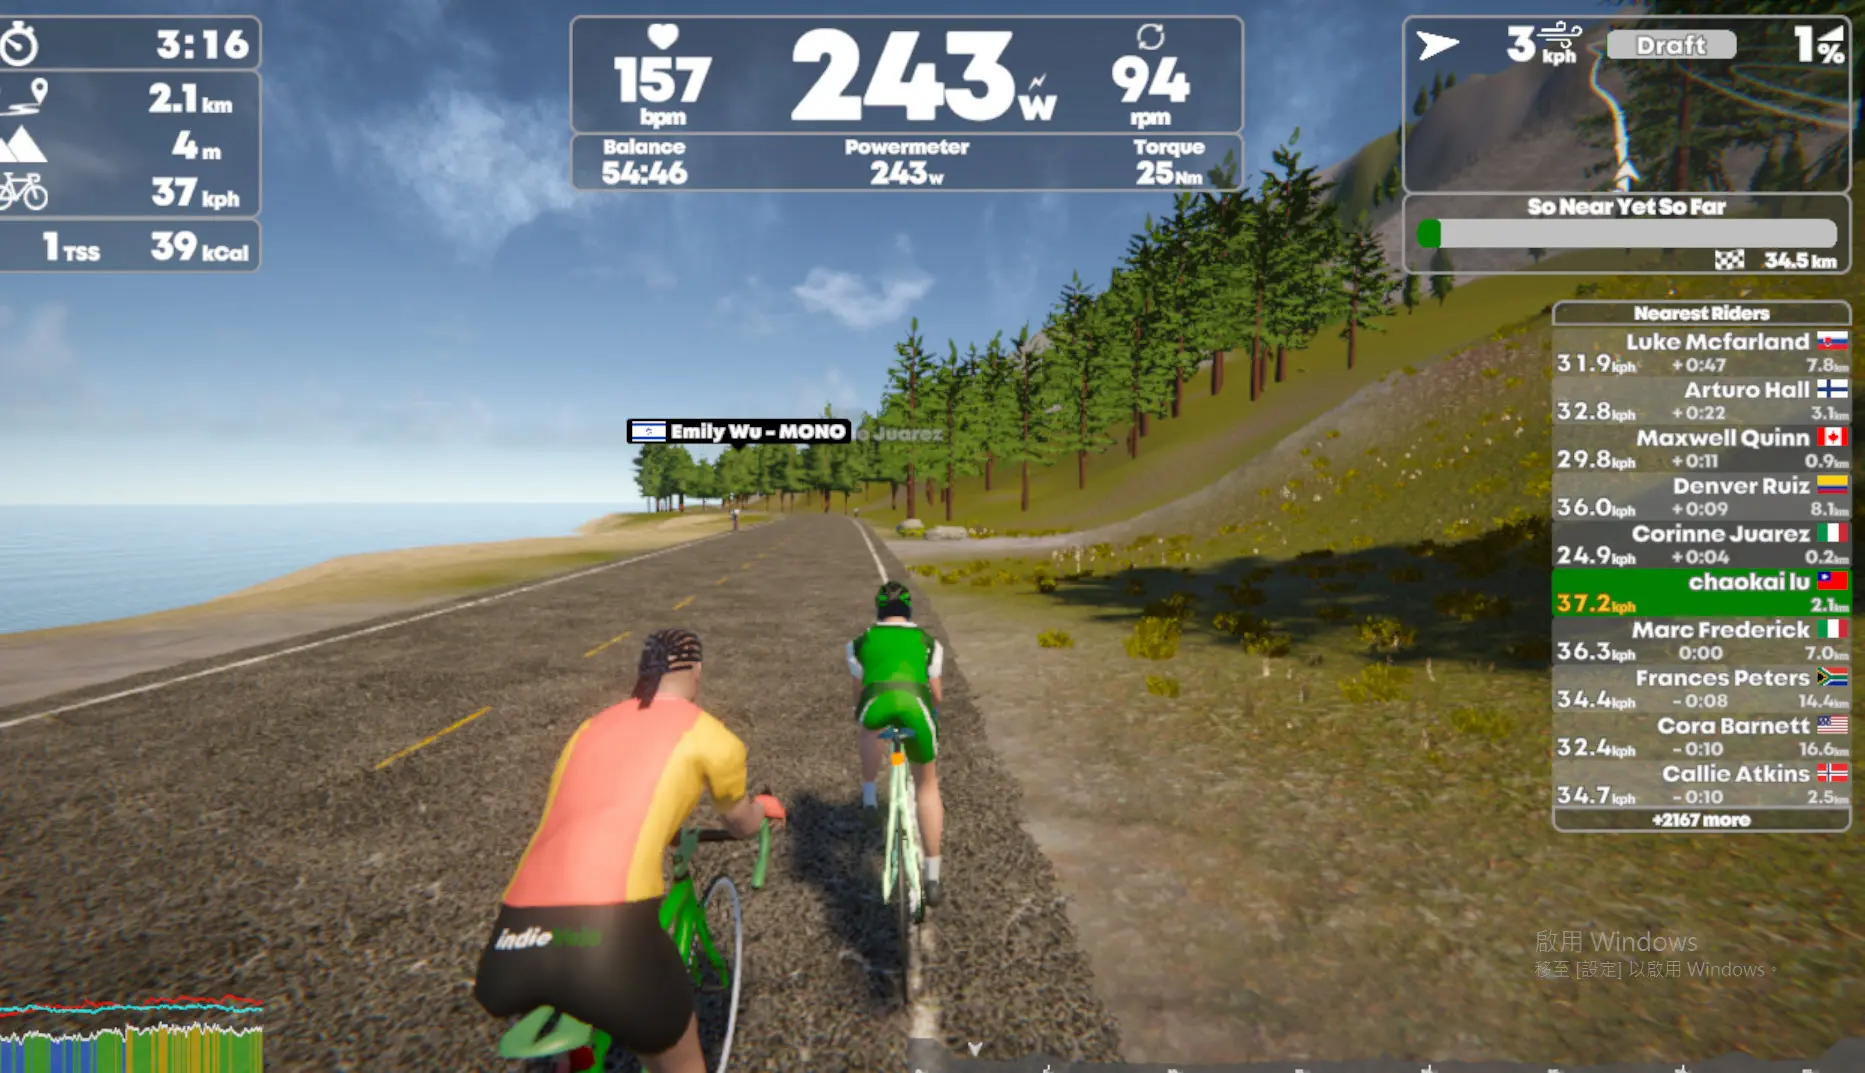 3:16
2.1 km
4 m
37 kph
1 TSS 39 kCal
157 bpm
243 w
94 rpm
Balance
54:46
Powermeter
243w
Torque
25Nm
3 kph
Draft
1%
So Near Yet So Far
34.5 km
Nearest Riders
Luke Mcfarland
31.9kph +0:47 7.8km
Arturo Hall
32.8kph +0:22 3.1km
Maxwell Quinn
29.8kph +0:11 0.9km
Denver Ruiz
36.0kph +0:09 8.1km
Corinne Juarez
24.9kph +0:04 0.2km
chaokai lu
37.2kph 2.1km
Marc Frederick
36.3kph 0:00 7.0km
Frances Peters
34.4kph -0:08 14.4km
Cora Barnett
32.4kph -0:10 16.6km
Callie Atkins
34.7kph -0:10 2.5km
+2167 more
Emily Wu - MONO
Juarez
indieVelo
啟用 Windows
移至 [設定] 以啟用 Windows。